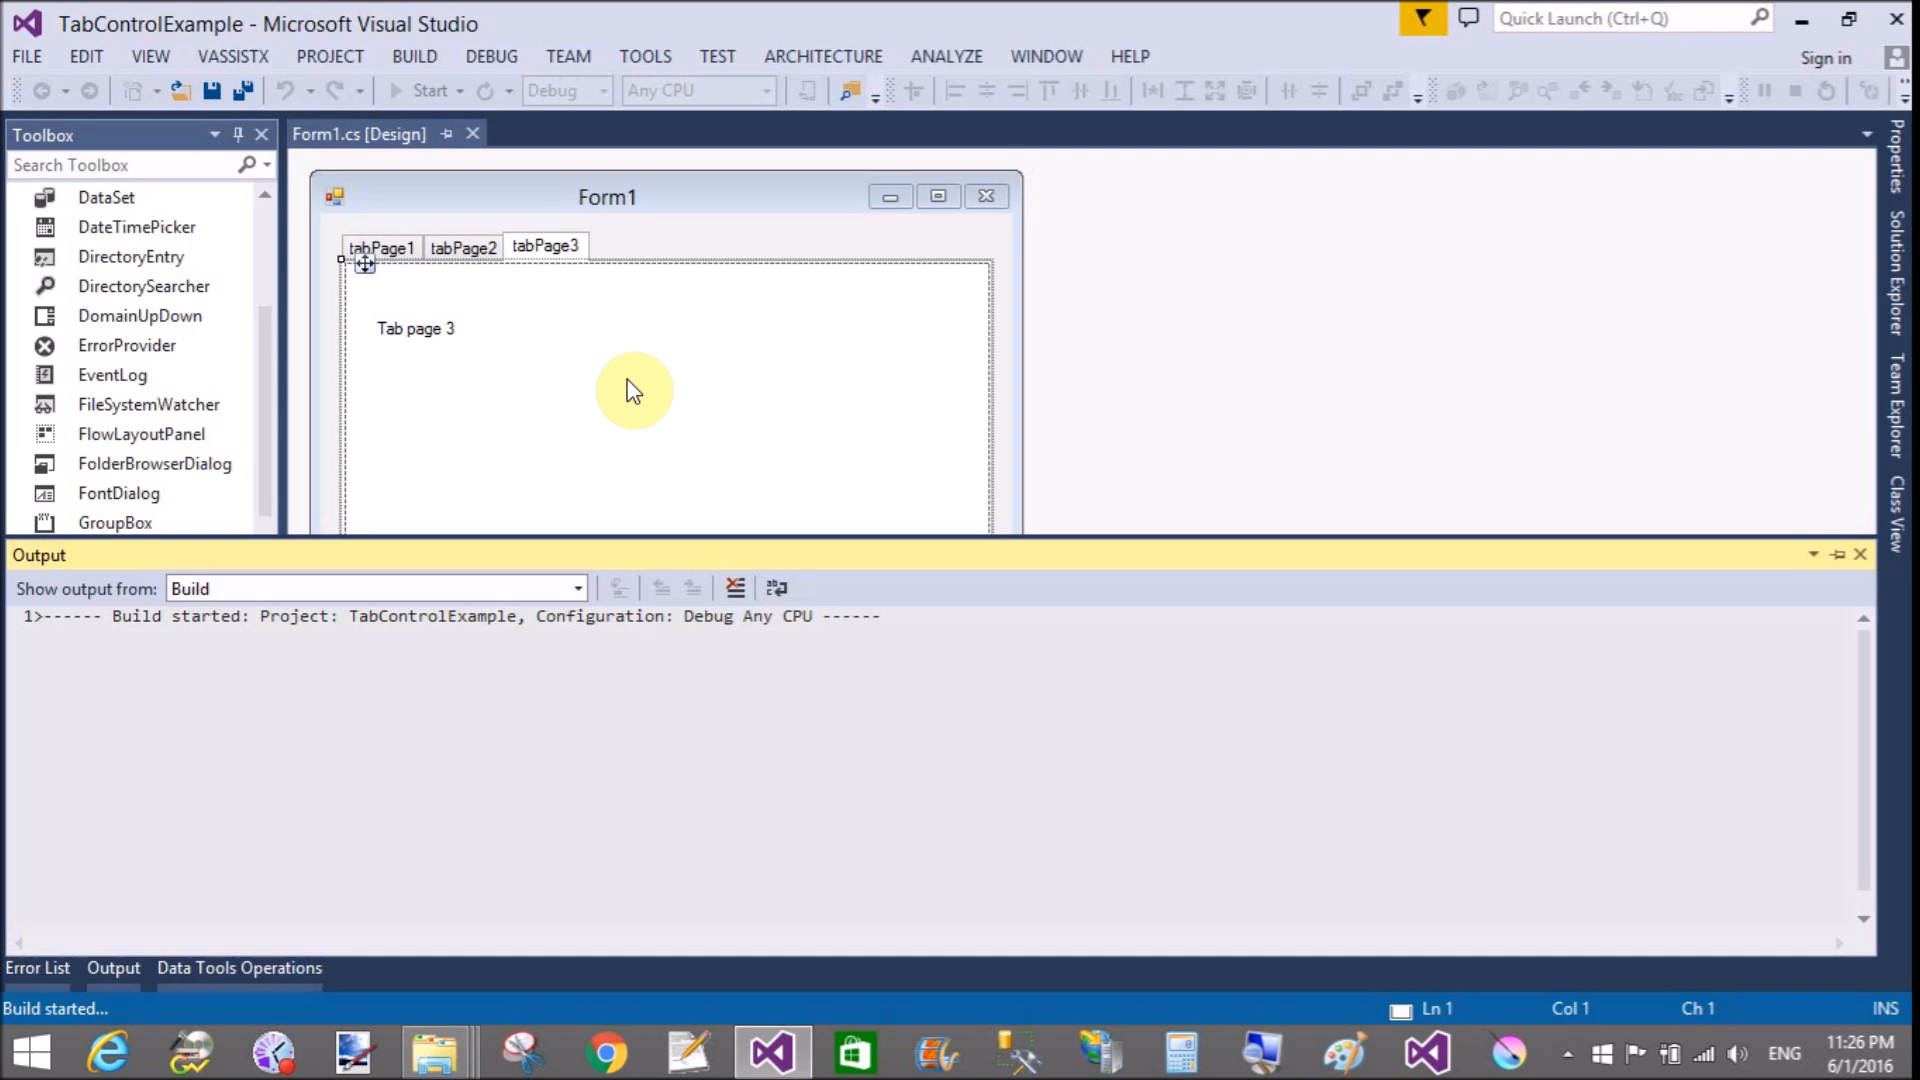 TabControlExample - Microsoft Visual Studio
Quick Launch (Ctrl+Q)
FILE EDIT VIEW VASSISTX PROJECT BUILD DEBUG TEAM TOOLS TEST ARCHITECTURE ANALYZE WINDOW HELP
Sign in
Start Debug Any CPU
Toolbox
Search Toolbox
DataSet
DateTimePicker
DirectoryEntry
DirectorySearcher
DomainUpDown
ErrorProvider
EventLog
FileSystemWatcher
FlowLayoutPanel
FolderBrowserDialog
FontDialog
GroupBox
Form1.cs [Design]
Form1
tabPage1 tabPage2 tabPage3
Tab page 3
Properties
Solution Explorer
Team Explorer
Class View
Output
Show output from: Build
1>------ Build started: Project: TabControlExample, Configuration: Debug Any CPU ------
Error List Output Data Tools Operations
Build started... Ln 1 Col 1 Ch 1 INS
ENG
11:26 PM
6/1/2016